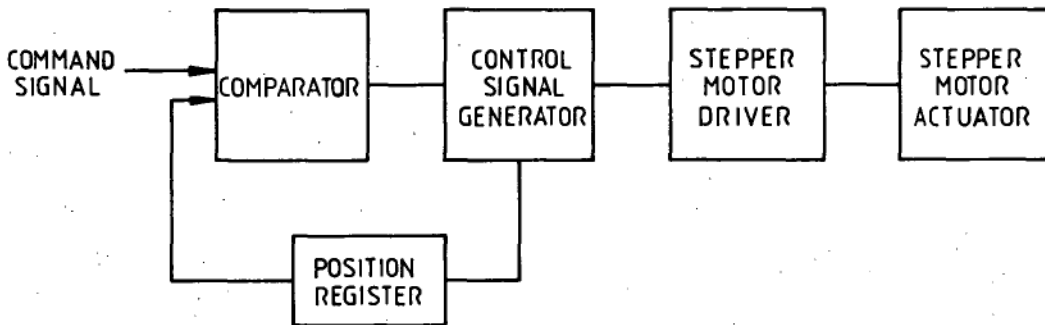 COMMAND
SIGNAL
COMPARATOR
CONTROL
SIGNAL
GENERATOR
STEPPER
MOTOR
DRIVER
STEPPER
MOTOR
ACTUATOR
POSITION
REGISTER